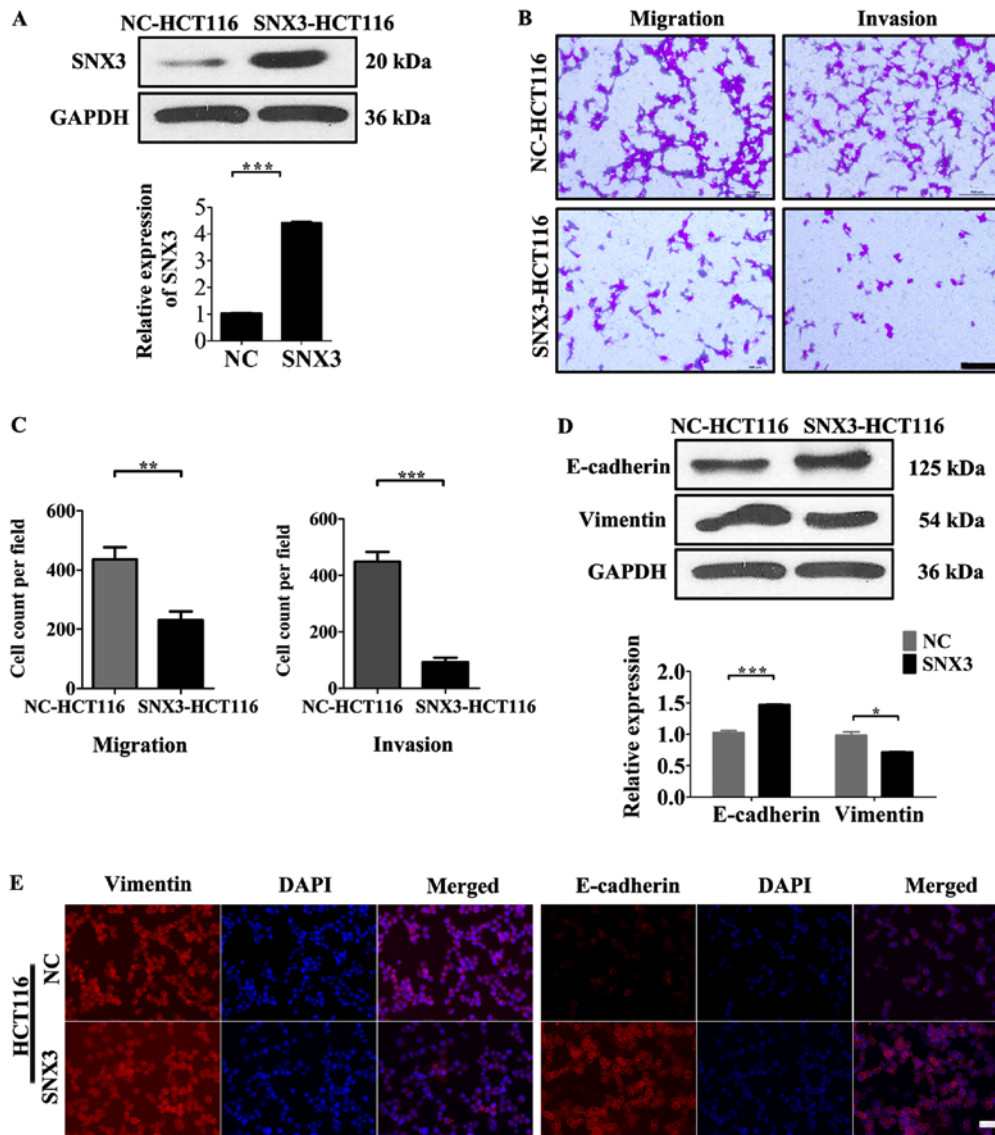 A
NC-HCT116 SNX3-HCT116
SNX3 20 kDa
GAPDH 36 kDa
***
Relative expression
of SNX3
5
4
3
2
1
0
NC SNX3
B
Migration Invasion
NC-HCT116
SNX3-HCT116
C
**
Cell count per field
600
400
200
0
NC-HCT116 SNX3-HCT116
Migration
***
Cell count per field
600
400
200
0
NC-HCT116 SNX3-HCT116
Invasion
D
NC-HCT116 SNX3-HCT116
E-cadherin 125 kDa
Vimentin 54 kDa
GAPDH 36 kDa
NC
SNX3
Relative expression
2.0
1.5
1.0
0.5
0.0
***
*
E-cadherin Vimentin
E
Vimentin DAPI Merged E-cadherin DAPI Merged
HCT116
NC
SNX3